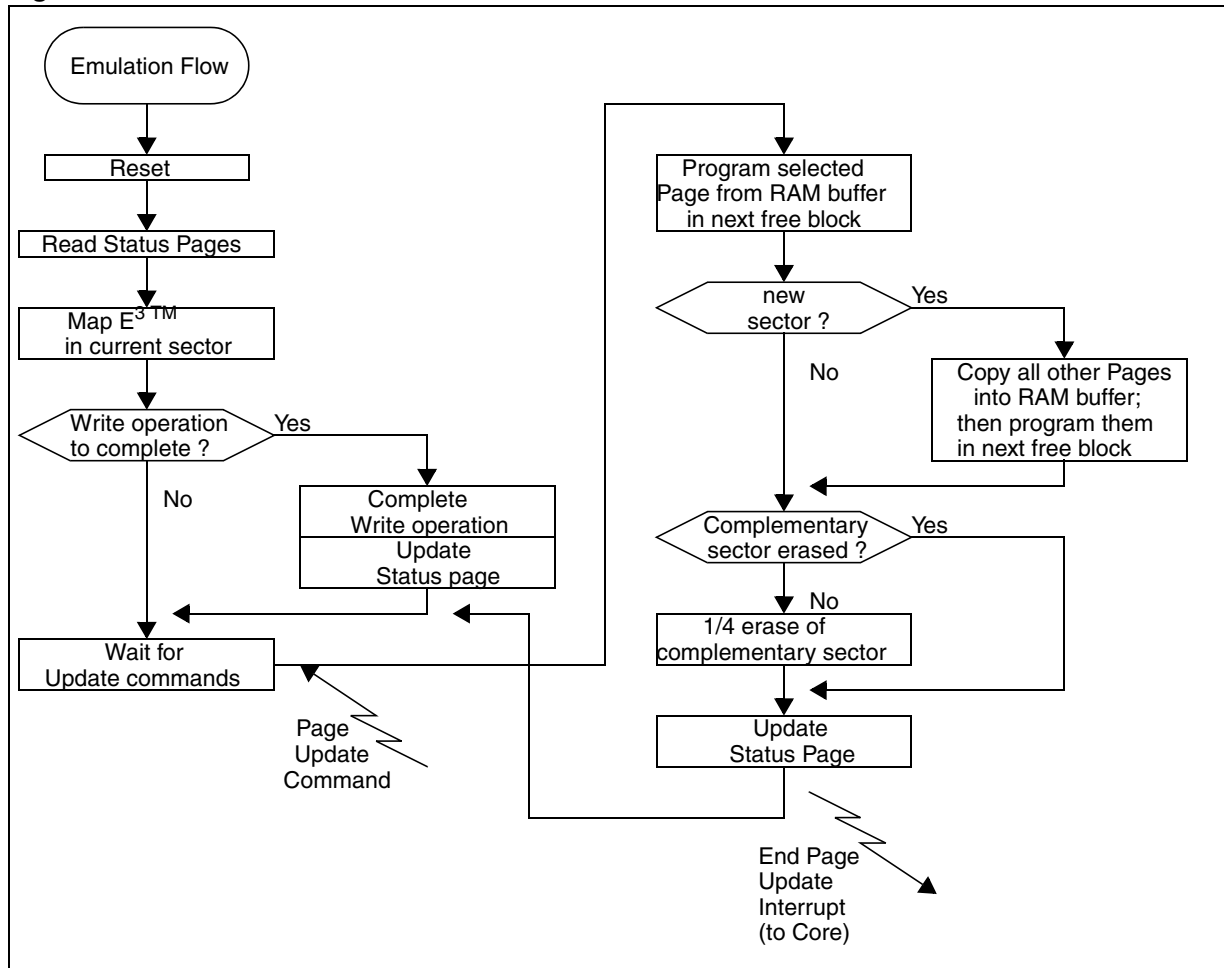 Emulation Flow
Reset
Read Status Pages
Map E3 TM
in current sector
Write operation
to complete ?
Yes
No
Complete
Write operation
Update
Status page
Wait for
Update commands
Page
Update
Command
Program selected
Page from RAM buffer
in next free block
new
sector ?
Yes
No
Copy all other Pages
into RAM buffer;
then program them
in next free block
Complementary
sector erased ?
Yes
No
1/4 erase of
complementary sector
Update
Status Page
End Page
Update
Interrupt
(to Core)